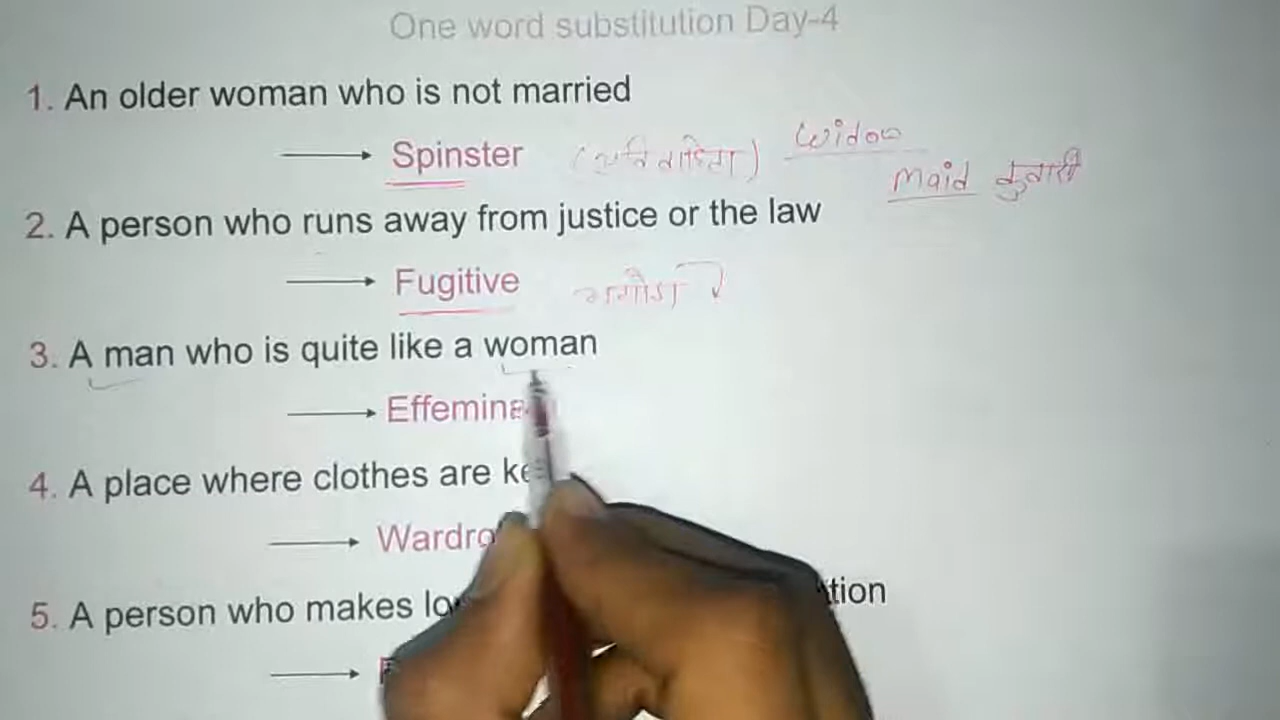 One word substitution Day-4
1. An older woman who is not married
Spinster (अविवाहिता) widow
maid कुवारी
2. A person who runs away from justice or the law
Fugitive भगौड़ा
3. A man who is quite like a woman
4. A place where clothes are
5. A person who makes